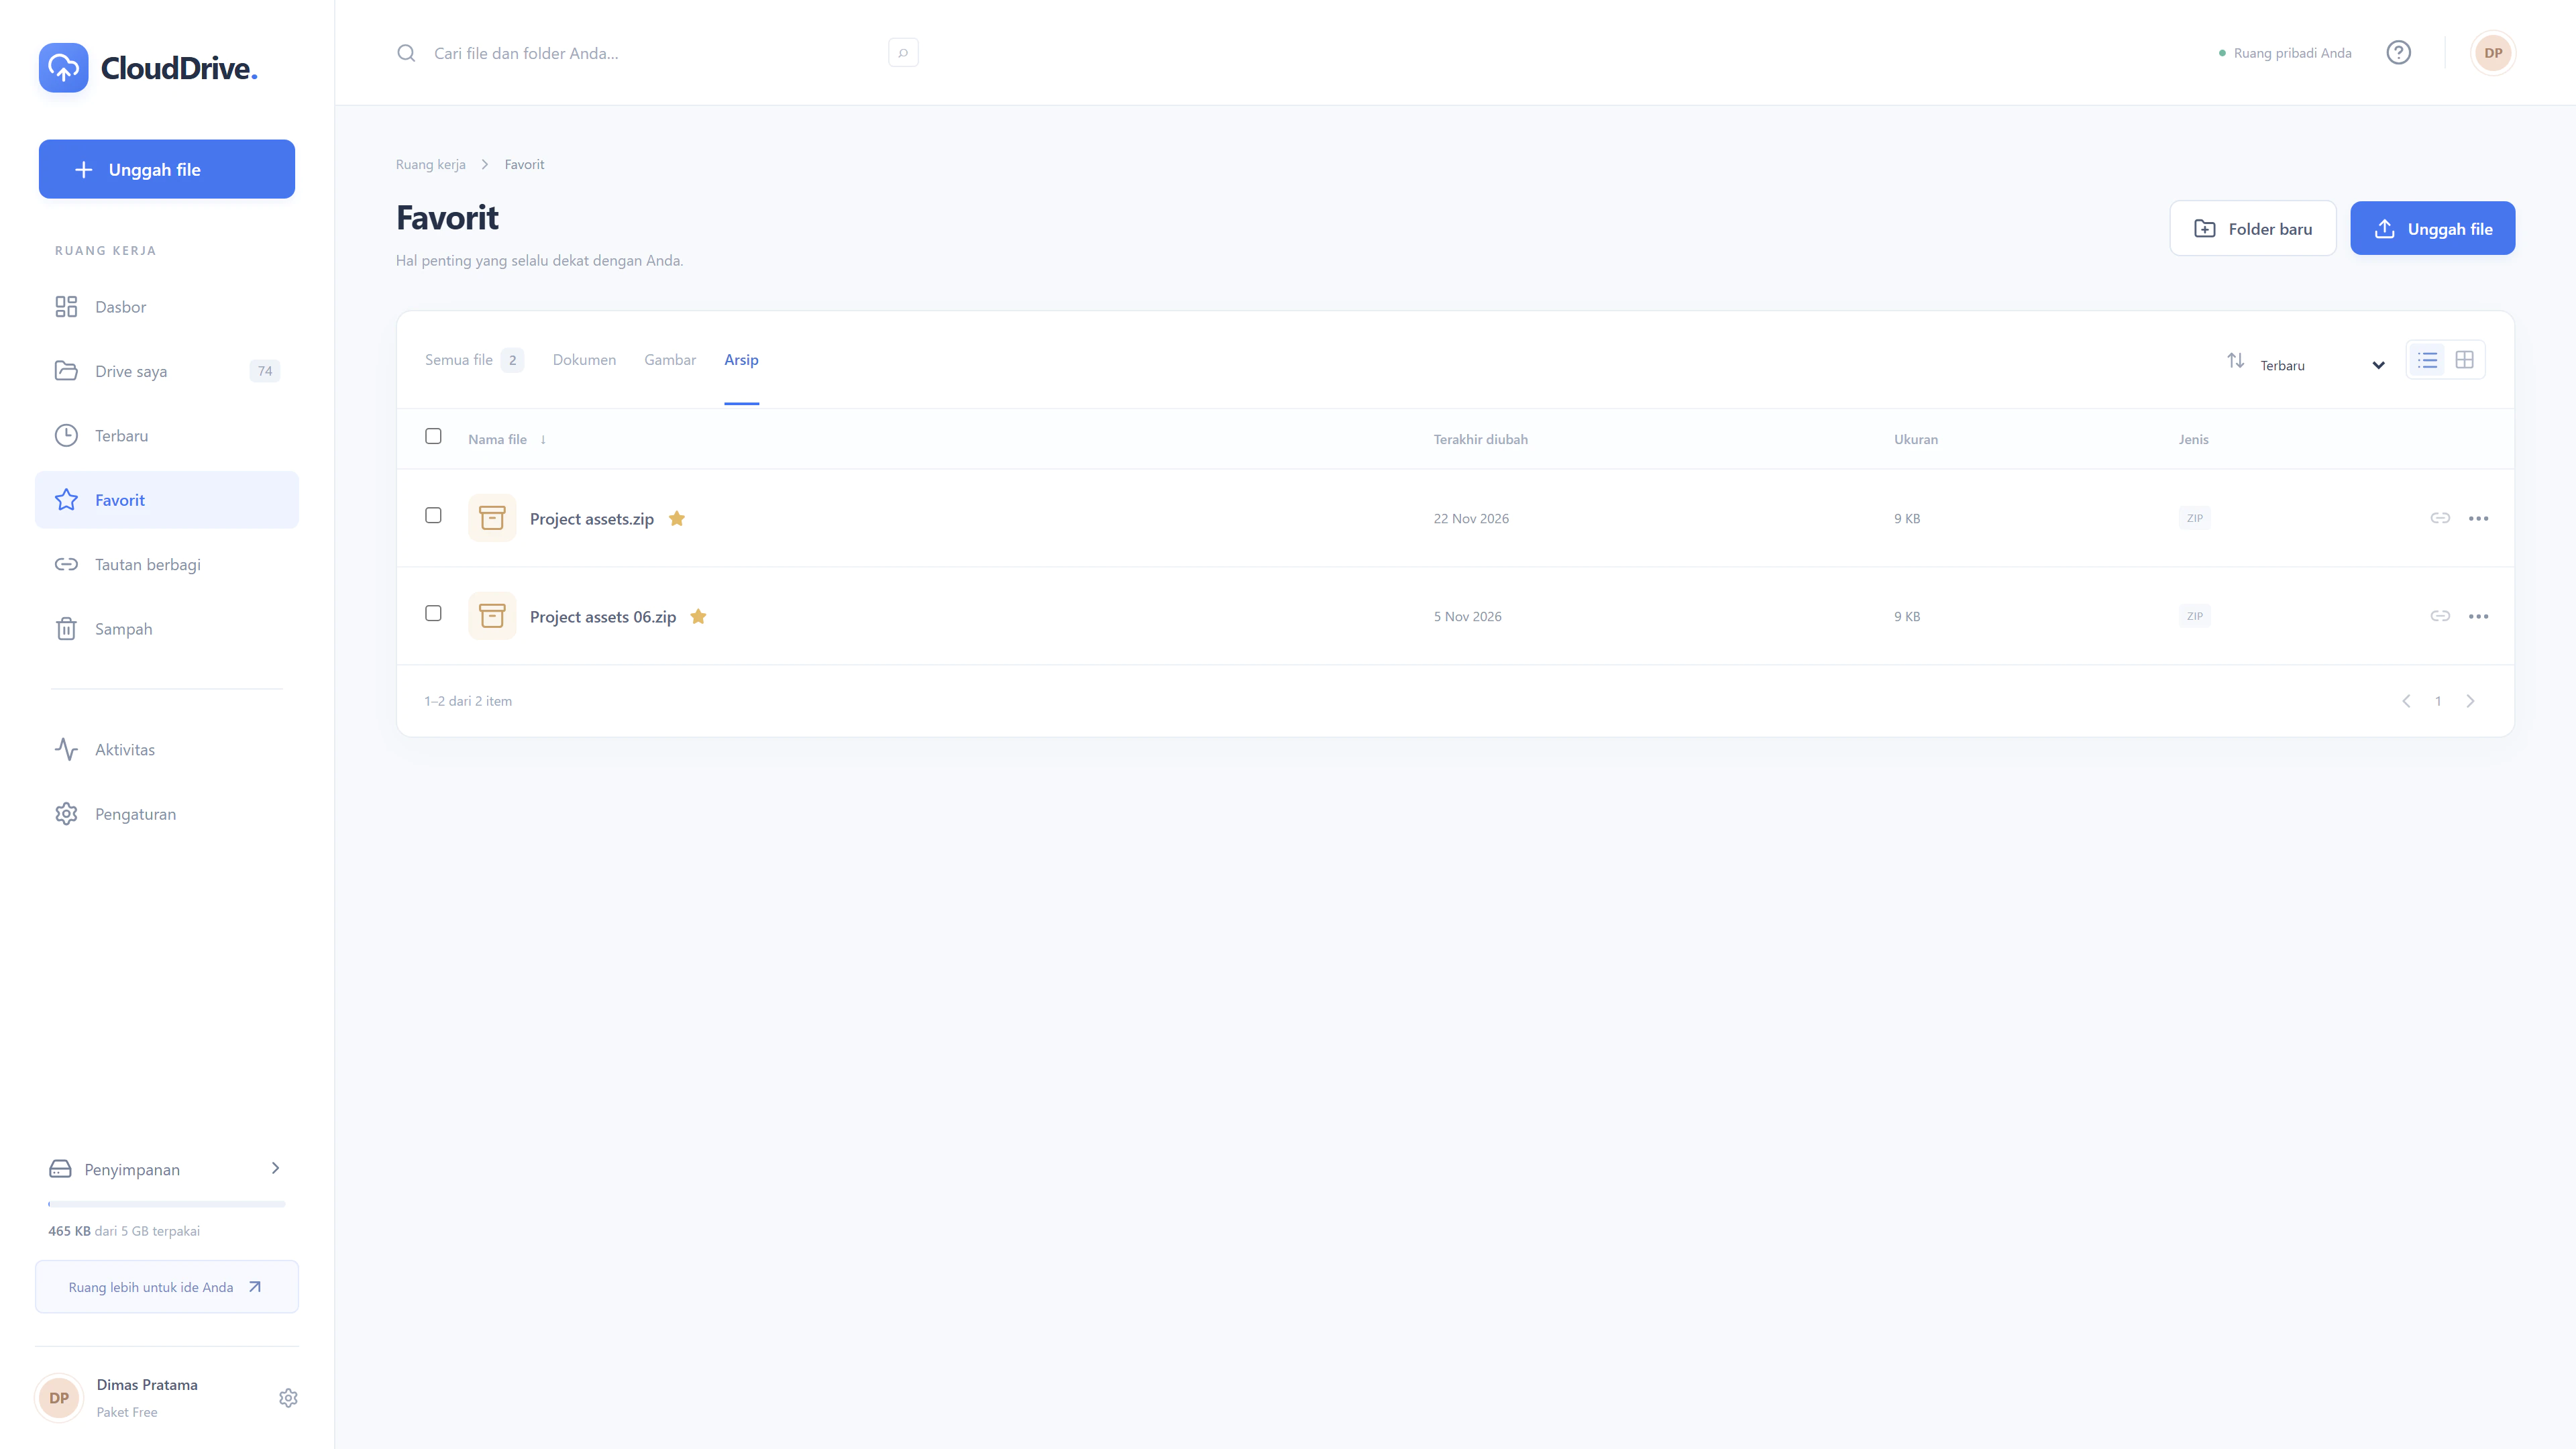 CloudDrive.
Unggah file
RUANG KERJA
Dasbor
Drive saya 74
Terbaru
Favorit
Tautan berbagi
Sampah
Aktivitas
Pengaturan
Penyimpanan
465 KB dari 5 GB terpakai
Ruang lebih untuk ide Anda
DP Dimas Pratama
Paket Free
Cari file dan folder Anda...
Ruang pribadi Anda
DP
Ruang kerja > Favorit
Favorit
Hal penting yang selalu dekat dengan Anda.
Folder baru
Unggah file
Semua file 2 Dokumen Gambar Arsip
Terbaru
Nama file ↓ Terakhir diubah Ukuran Jenis
Project assets.zip 22 Nov 2026 9 KB ZIP
Project assets 06.zip 5 Nov 2026 9 KB ZIP
1–2 dari 2 item
1